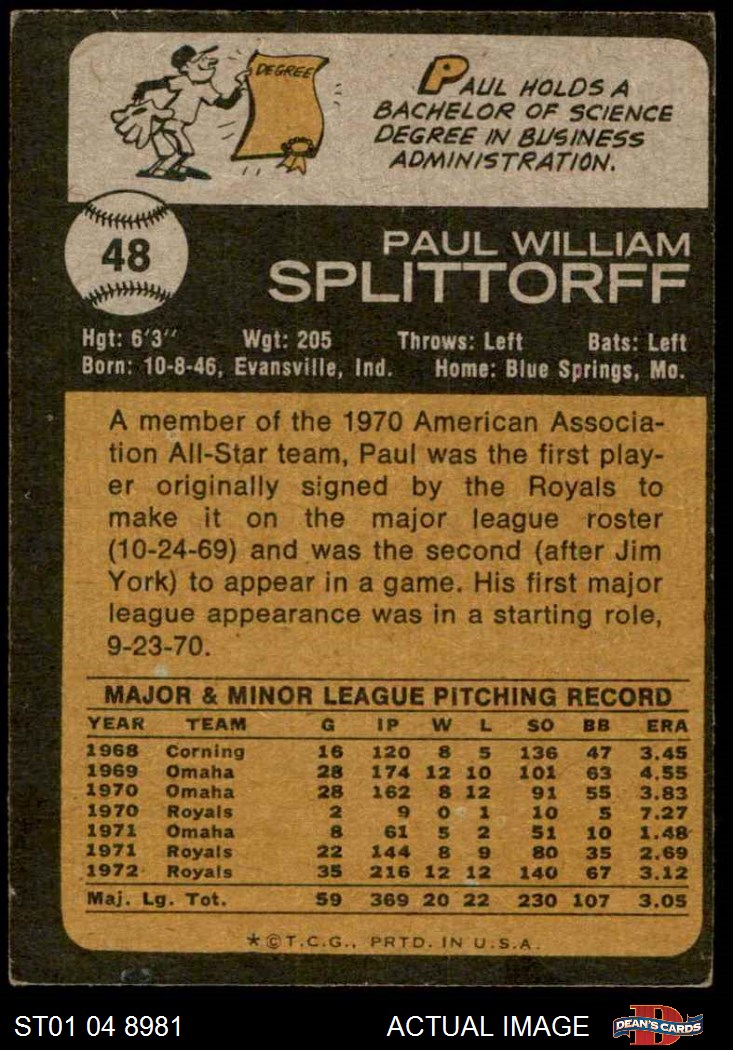 DEGREE
PAUL HOLDS A
BACHELOR OF SCIENCE
DEGREE IN BUSINESS
ADMINISTRATION.
48
PAUL WILLIAM
SPLITTORFF
Hgt: 6'3" Wgt: 205 Throws: Left Bats: Left
Born: 10-8-46, Evansville, Ind. Home: Blue Springs, Mo.
A member of the 1970 American Associa-
tion All-Star team, Paul was the first play-
er originally signed by the Royals to
make it on the major league roster
(10-24-69) and was the second (after Jim
York) to appear in a game. His first major
league appearance was in a starting role,
9-23-70.
MAJOR & MINOR LEAGUE PITCHING RECORD
YEAR TEAM G IP W L SO BB ERA
1968 Corning 16 120 8 5 136 47 3.45
1969 Omaha 28 174 12 10 101 63 4.55
1970 Omaha 28 162 8 12 91 55 3.83
1970 Royals 2 9 0 1 10 5 7.27
1971 Omaha 8 61 5 2 51 10 1.48
1971 Royals 22 144 8 9 80 35 2.69
1972 Royals 35 216 12 12 140 67 3.12
Maj. Lg. Tot. 59 369 20 22 230 107 3.05
*©T.C.G., PRTD. IN U.S.A.
ST01 04 8981 ACTUAL IMAGE D DEAN'S CARDS